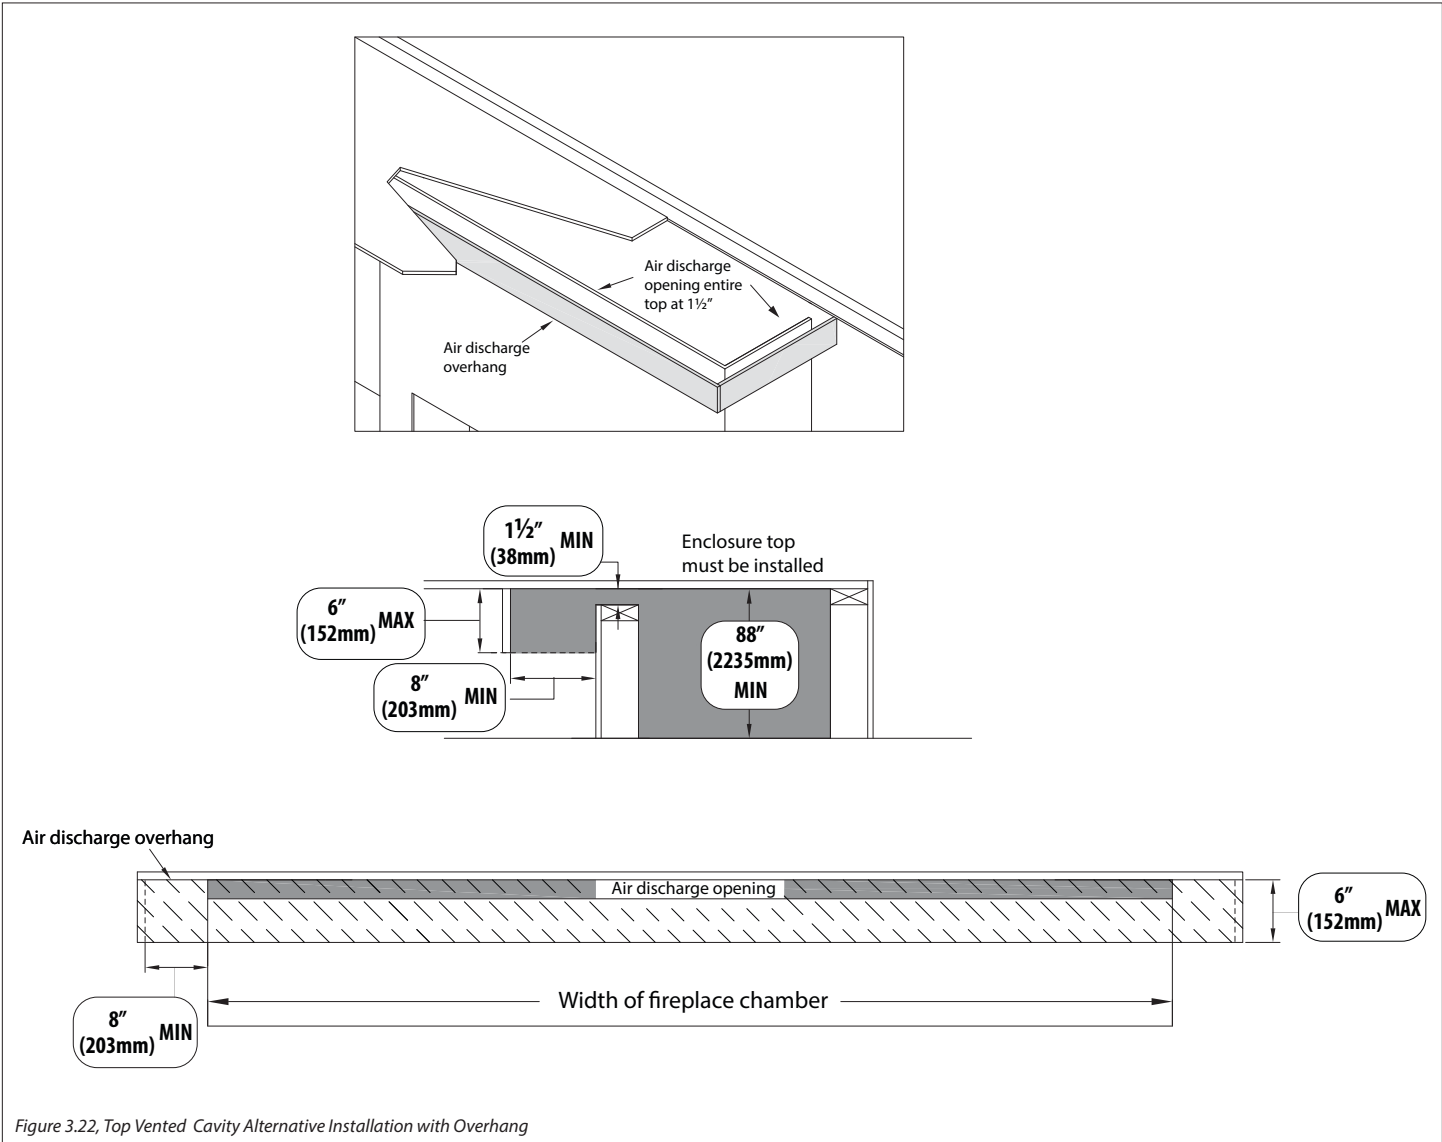 Air discharge
opening entire
top at 1½”
Air discharge
overhang
1½”
(38mm) MIN
Enclosure top
must be installed
6”
(152mm) MAX
88”
(2235mm)
MIN
8”
(203mm) MIN
Air discharge overhang
Air discharge opening
6”
(152mm) MAX
Width of fireplace chamber
8”
(203mm) MIN
Figure 3.22, Top Vented Cavity Alternative Installation with Overhang